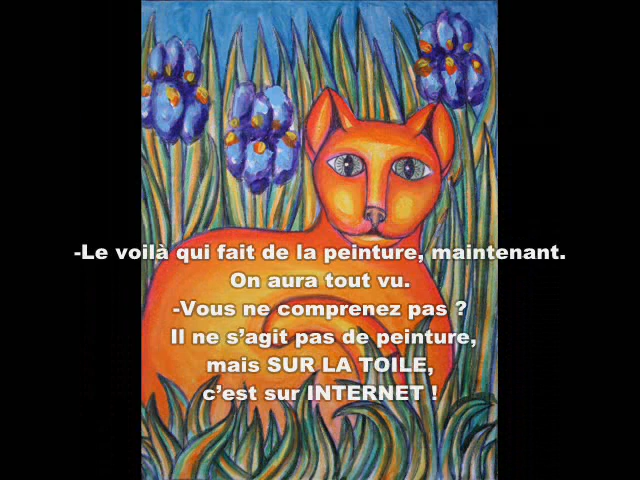 -Le voilà qui fait de la peinture, maintenant.
On aura tout vu.
-Vous ne comprenez pas ?
Il ne s’agit pas de peinture,
mais SUR LA TOILE,
c’est sur INTERNET !